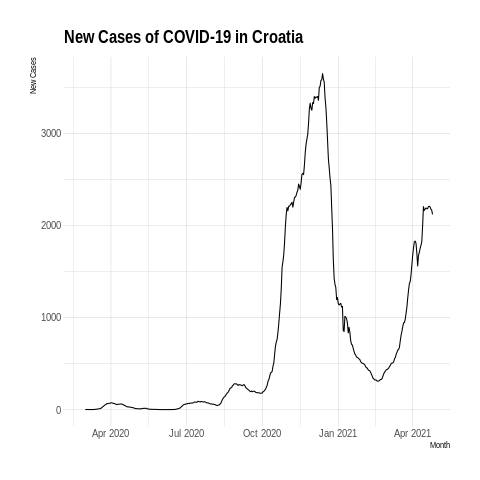 New Cases of COVID-19 in Croatia
New Cases
3000
2000
1000
0
Apr 2020 Jul 2020 Oct 2020 Jan 2021 Apr 2021
Month